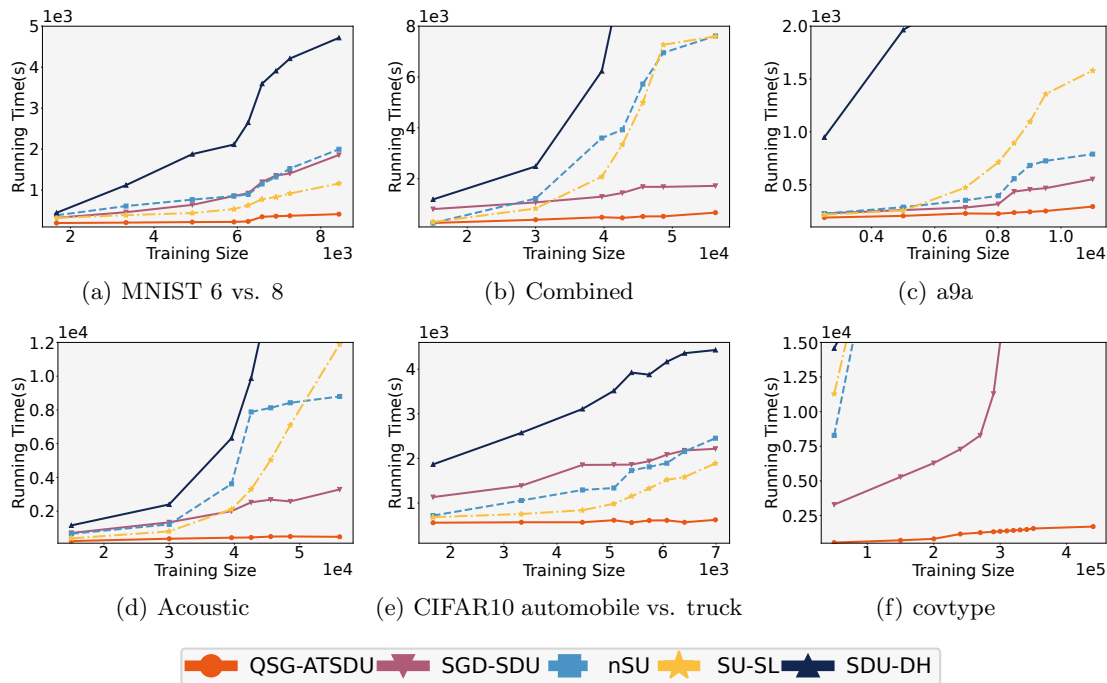 1e3
5
4
3
2
1
Running Time(s)
2 4 6 8
Training Size 1e3
(a) MNIST 6 vs. 8
1e3
8
6
4
2
Running Time(s)
2 3 4 5
Training Size 1e4
(b) Combined
1e3
2.0
1.5
1.0
0.5
Running Time(s)
0.4 0.6 0.8 1.0
Training Size 1e4
(c) a9a
1e4
1.2
1.0
0.8
0.6
0.4
0.2
Running Time(s)
2 3 4 5
Training Size 1e4
(d) Acoustic
1e3
4
3
2
1
Running Time(s)
2 3 4 5 6 7
Training Size 1e3
(e) CIFAR10 automobile vs. truck
1e4
1.50
1.25
1.00
0.75
0.50
0.25
Running Time(s)
1 2 3 4
Training Size 1e5
(f) covtype
QSG-ATSDU SGD-SDU nSU SU-SL SDU-DH